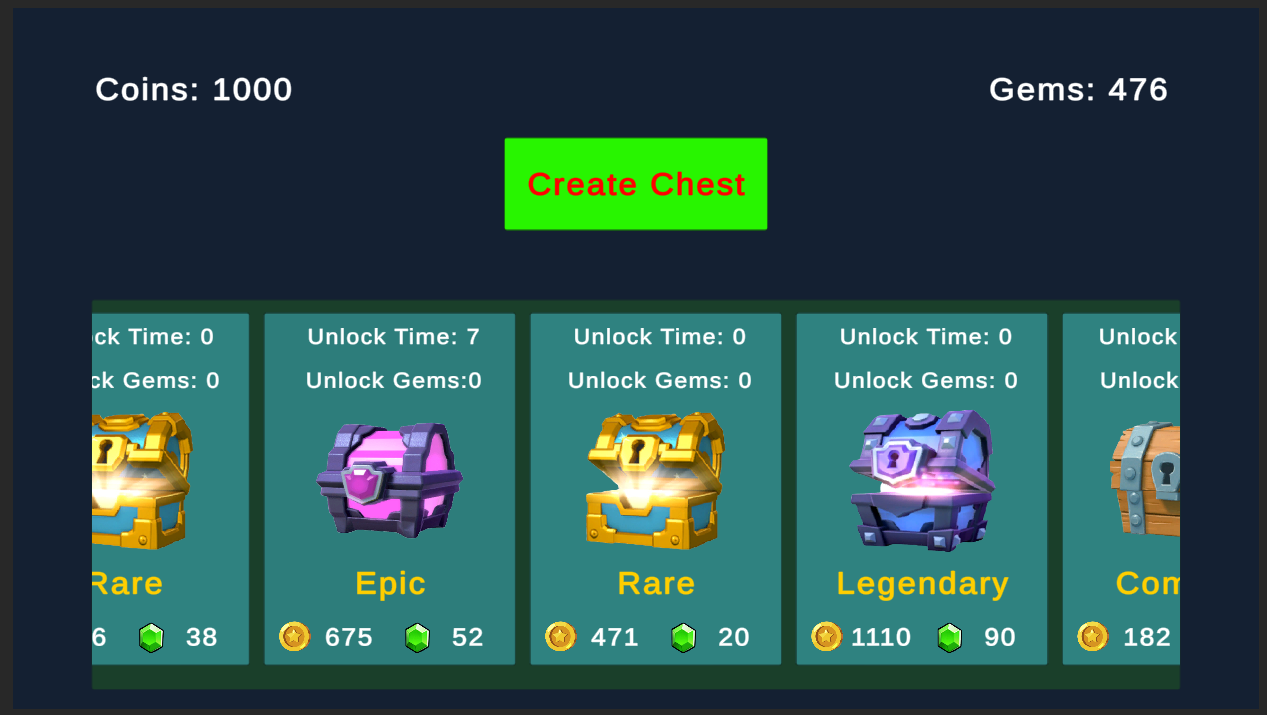 Coins: 1000
Gems: 476
Create Chest
ck Time: 0
Unlock Time: 7
Unlock Time: 0
Unlock Time: 0
Unlock
ck Gems: 0
Unlock Gems:0
Unlock Gems: 0
Unlock Gems: 0
Unlock
Rare
Epic
Rare
Legendary
Com
6 38
675 52
471 20
1110 90
182